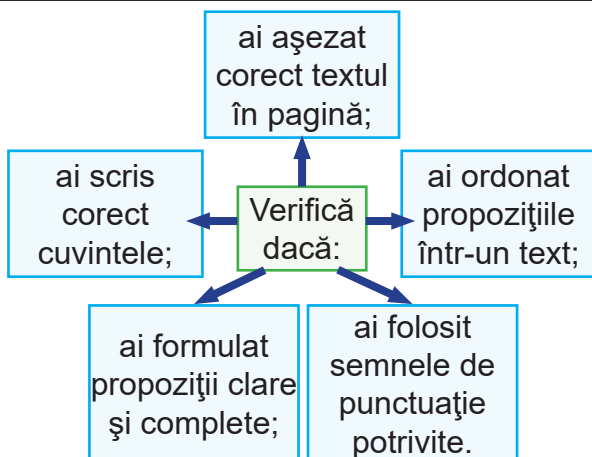 ai aşezat
corect textul
în pagină;
ai scris
corect
cuvintele;
Verifică
dacă:
ai ordonat
propoziţiile
într-un text;
ai formulat
propoziţii clare
şi complete;
ai folosit
semnele de
punctuaţie
potrivite.